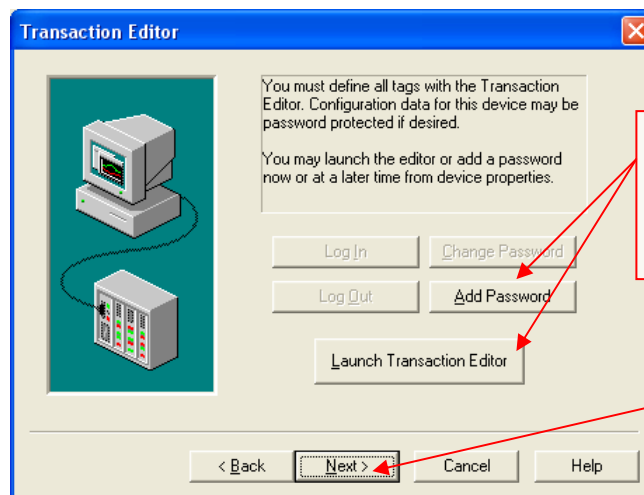 Transaction Editor
You must define all tags with the Transaction
Editor. Configuration data for this device may be
password protected if desired.
You may launch the editor or add a password
now or at a later time from device properties.
Log In
Change Password
Log Out
Add Password
Launch Transaction Editor
< Back
Next >
Cancel
Help